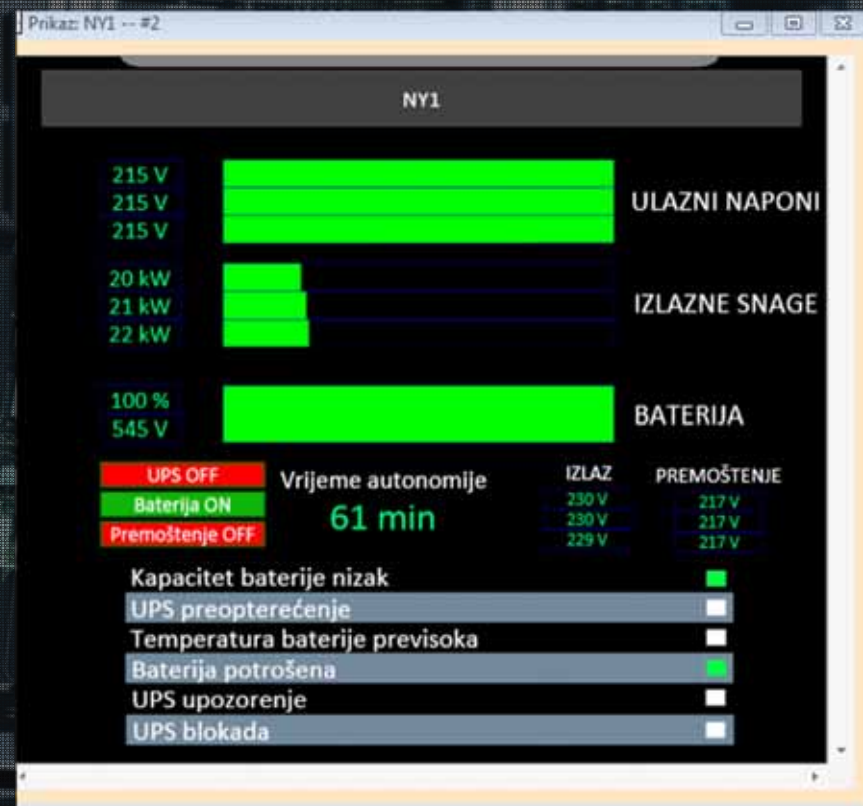 Prikaz: NY1 -- #2
NY1
215 V
215 V
215 V
ULAZNI NAPONI
20 kW
21 kW
22 kW
IZLAZNE SNAGE
100 %
545 V
BATERIJA
UPS OFF
Baterija ON
Premoštenje OFF
Vrijeme autonomije
61 min
IZLAZ
230 V
230 V
229 V
PREMOŠTENJE
217 V
217 V
217 V
Kapacitet baterije nizak
UPS preopterećenje
Temperatura baterije previsoka
Baterija potrošena
UPS upozorenje
UPS blokada